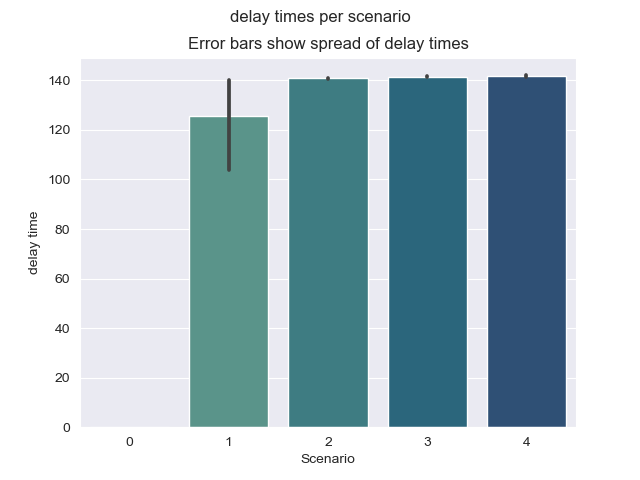 delay times per scenario
Error bars show spread of delay times
140
120
100
80
60
40
20
0
delay time
0 1 2 3 4
Scenario